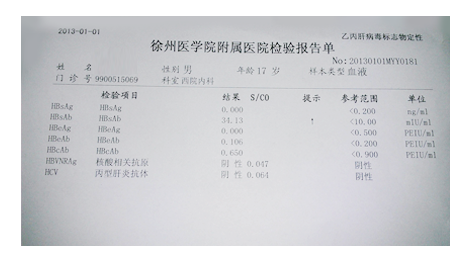 2013-01-01 乙丙肝病毒标志物定性
徐州医学院附属医院检验报告单
No:20130101MYY0181
姓 名 性别 男 年龄 17 岁 样本类型 血液
门 诊 号 9900515069 科室 西院内科
检验项目 结果 S/CO 提示 参考范围 单位
HBsAg HBsAg 0.000 <0.200 ng/ml
HBsAb HBsAb 34.13 ↑ <10.00 mIU/ml
HBeAg HBeAg 0.000 <0.500 PEIU/ml
HBeAb HBeAb 0.106 <0.200 PEIU/ml
HBcAb HBcAb 0.650 <0.900 PEIU/ml
HBVNRAg 核酸相关抗原 阴 性 0.047 阴性
HCV 丙型肝炎抗体 阴 性 0.064 阴性